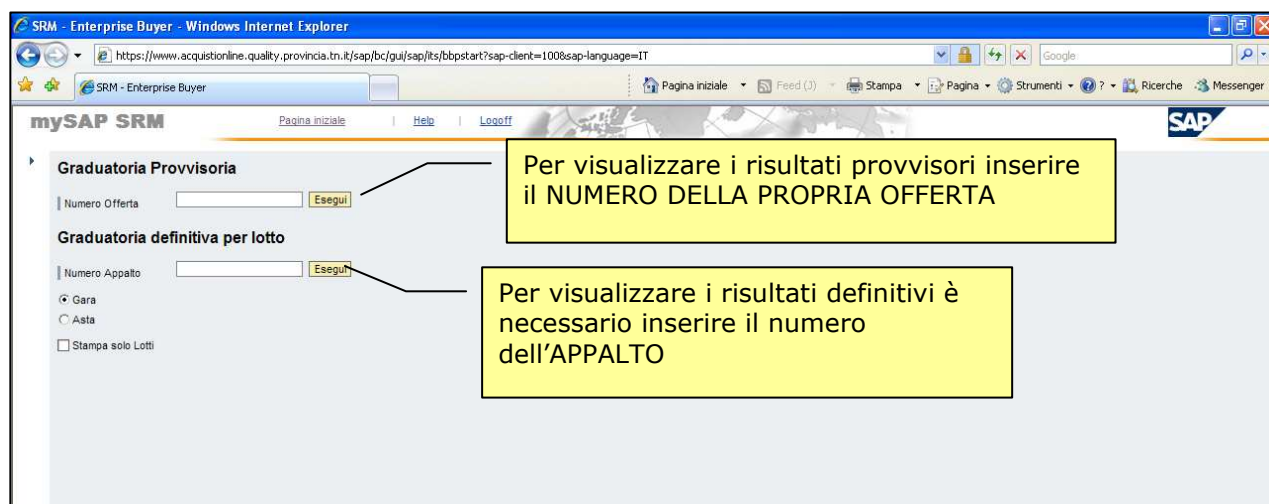 SRM - Enterprise Buyer - Windows Internet Explorer
https://www.acquistionline.quality.provincia.tn.it/sap/bc/gui/sap/its/bbpstart?sap-client=100&sap-language=IT
Google
SRM - Enterprise Buyer
Pagina iniziale
Feed (J)
Stampa
Pagina
Strumenti
?
Ricerche
Messenger
mySAP SRM
Pagina iniziale | Help | Logoff
SAP
Graduatoria Provvisoria
Numero Offerta
Esegui
Per visualizzare i risultati provvisori inserire
il NUMERO DELLA PROPRIA OFFERTA
Graduatoria definitiva per lotto
Numero Appalto
Esegui
Per visualizzare i risultati definitivi è
necessario inserire il numero
dell’APPALTO
Gara
Asta
Stampa solo Lotti